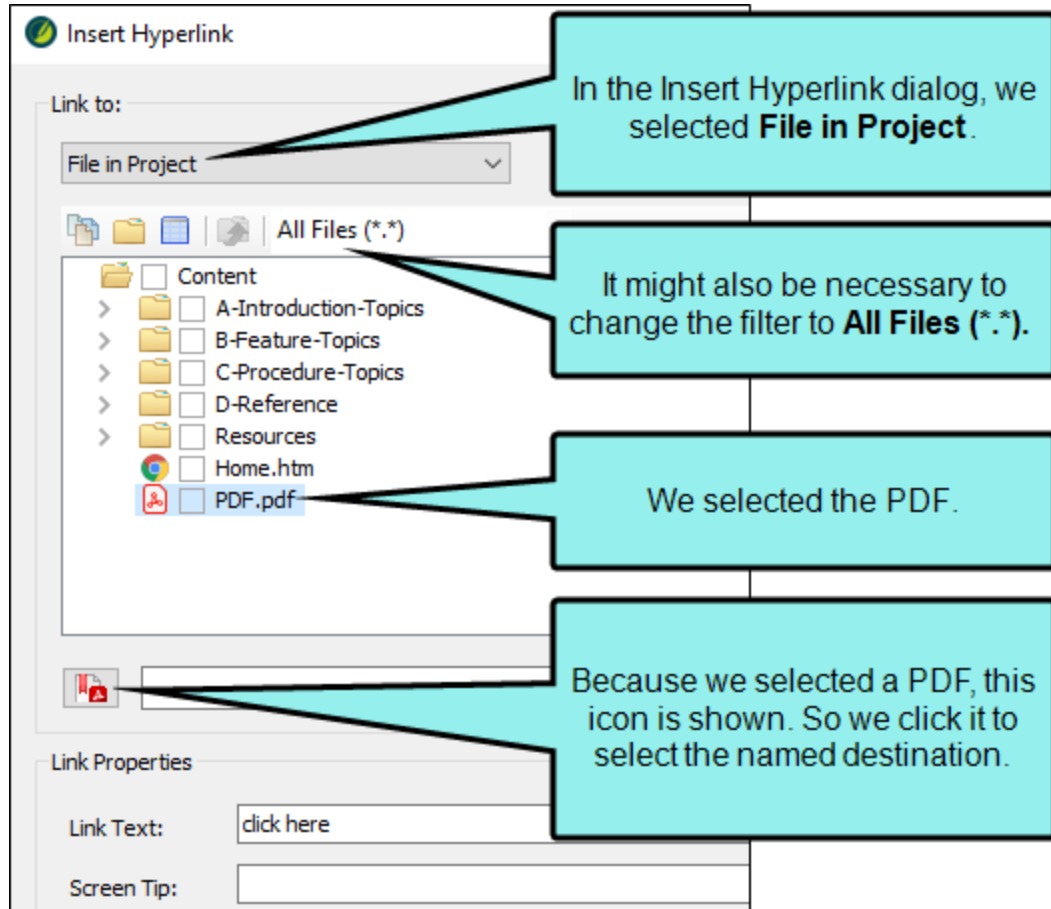 Insert Hyperlink
In the Insert Hyperlink dialog, we
selected File in Project.
Link to:
File in Project
All Files (*.*)
It might also be necessary to
change the filter to All Files (*.*).
Content
A-Introduction-Topics
B-Feature-Topics
C-Procedure-Topics
D-Reference
Resources
Home.htm
PDF.pdf
We selected the PDF.
Because we selected a PDF, this
icon is shown. So we click it to
select the named destination.
Link Properties
Link Text:
click here
Screen Tip: